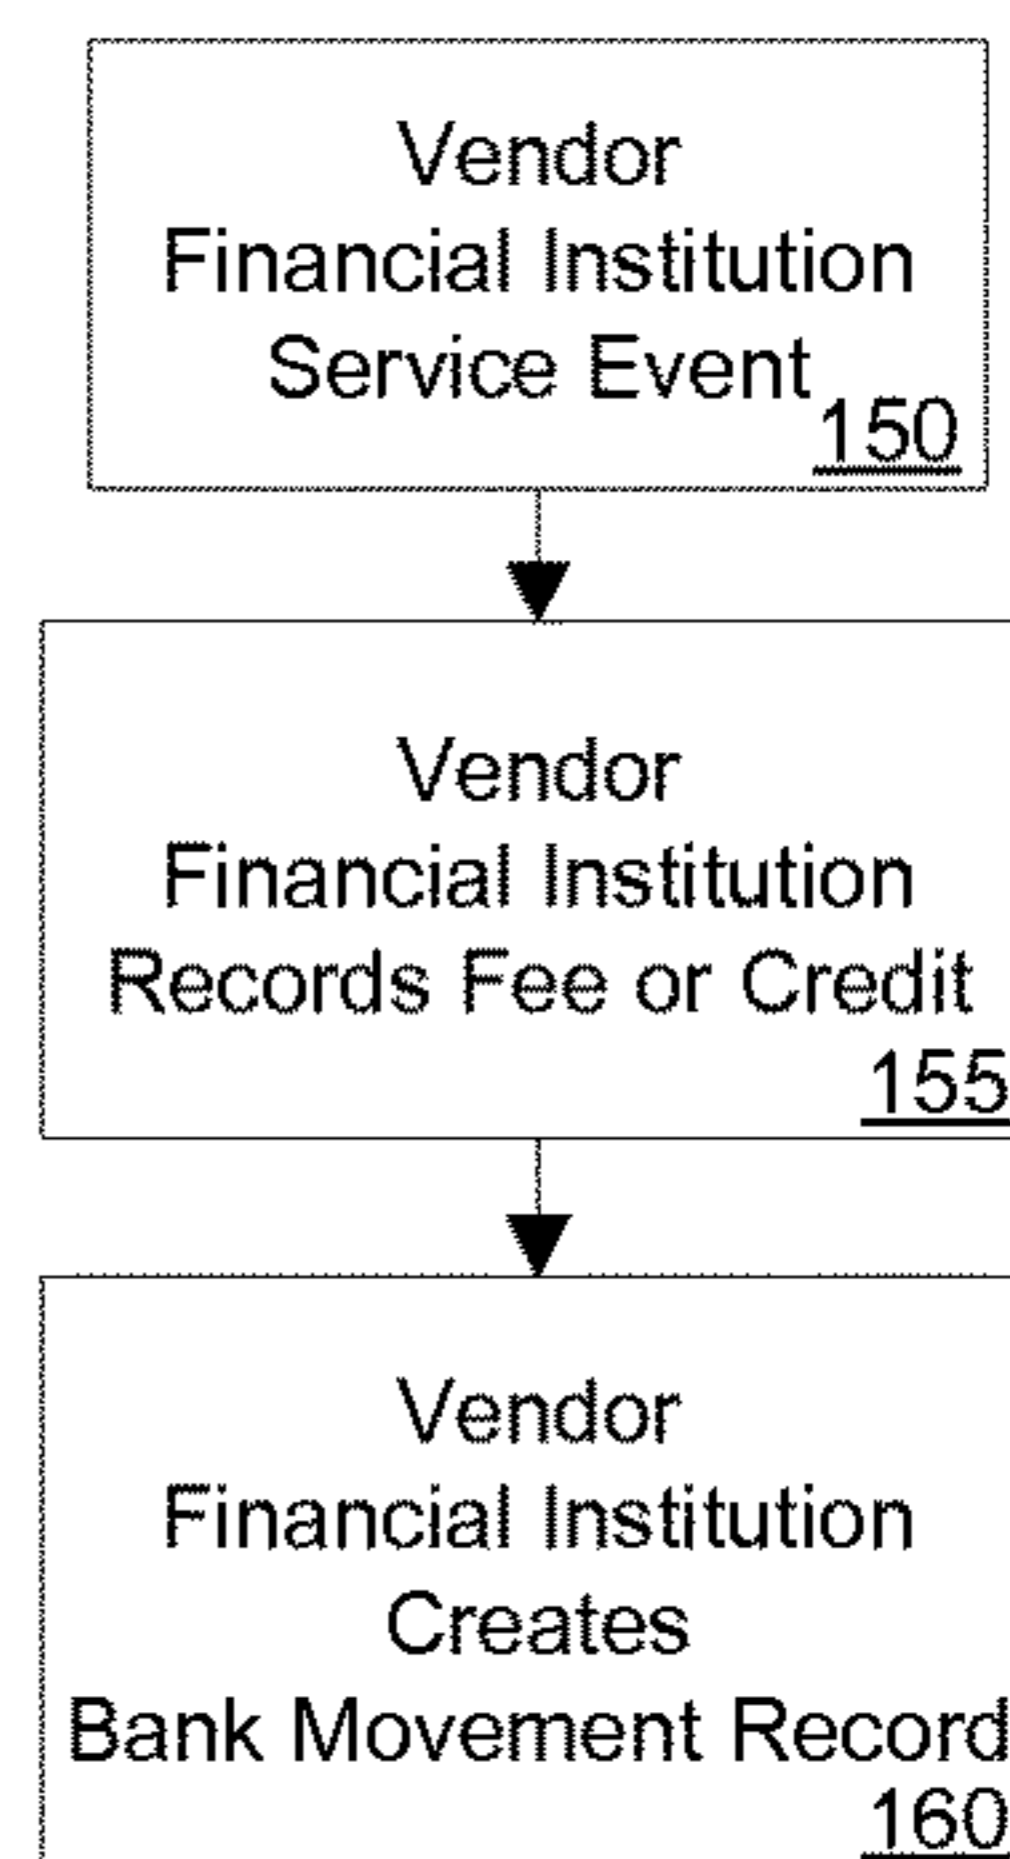 Vendor
Financial Institution
Service Event
150
Vendor
Financial Institution
Records Fee or Credit
155
Vendor
Financial Institution
Creates
Bank Movement Record
160